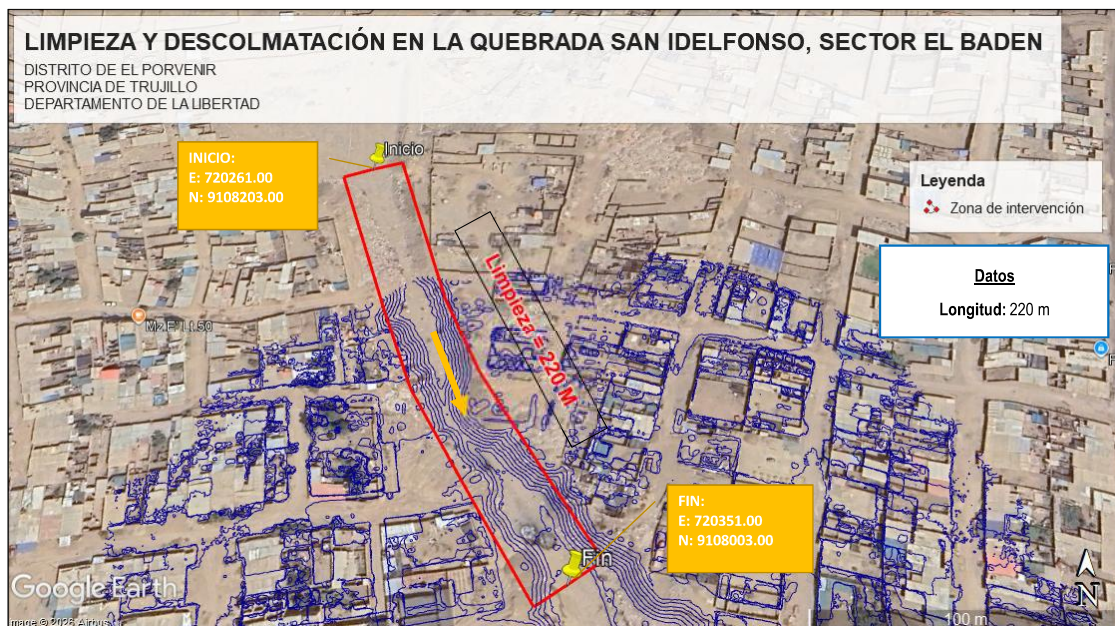 LIMPIEZA Y DESCOLMATACIÓN EN LA QUEBRADA SAN IDELFONSO, SECTOR EL BADEN
DISTRITO DE EL PORVENIR
PROVINCIA DE TRUJILLO
DEPARTAMENTO DE LA LIBERTAD
INICIO:
E: 720261.00
N: 9108203.00
Inicio
Leyenda
Zona de intervención
Datos
Longitud: 220 m
Limpieza = 220 M
FIN:
E: 720351.00
N: 9108003.00
Fin
Google Earth
N
100 m